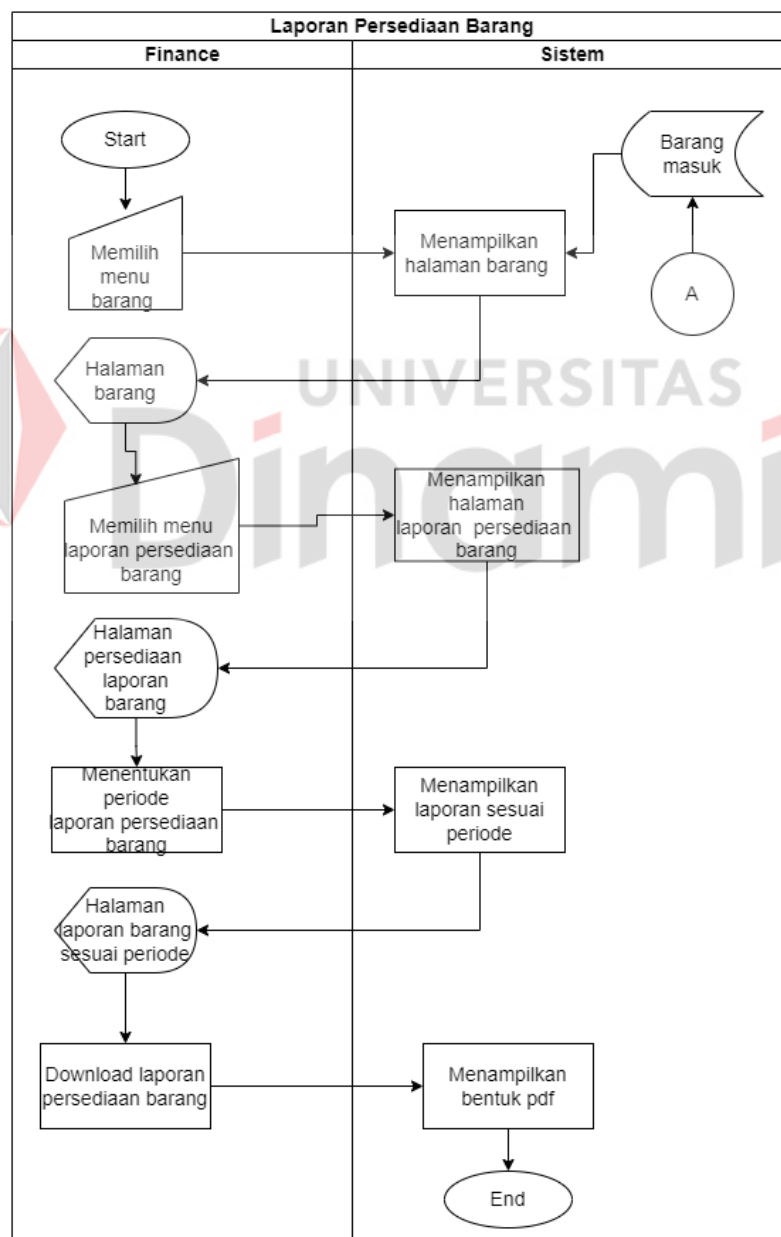 Laporan Persediaan Barang
Finance
Sistem
Start
Barang
masuk
Memilih
menu
barang
Menampilkan
halaman barang
A
Halaman
barang
UNIVERSITAS
Dinami
Memilih menu
laporan persediaan
barang
Menampilkan
halaman
laporan persediaan
barang
Halaman
persediaan
laporan
barang
Menentukan
periode
laporan persediaan
barang
Menampilkan
laporan sesuai
periode
Halaman
laporan barang
sesuai periode
Download laporan
persediaan barang
Menampilkan
bentuk pdf
End